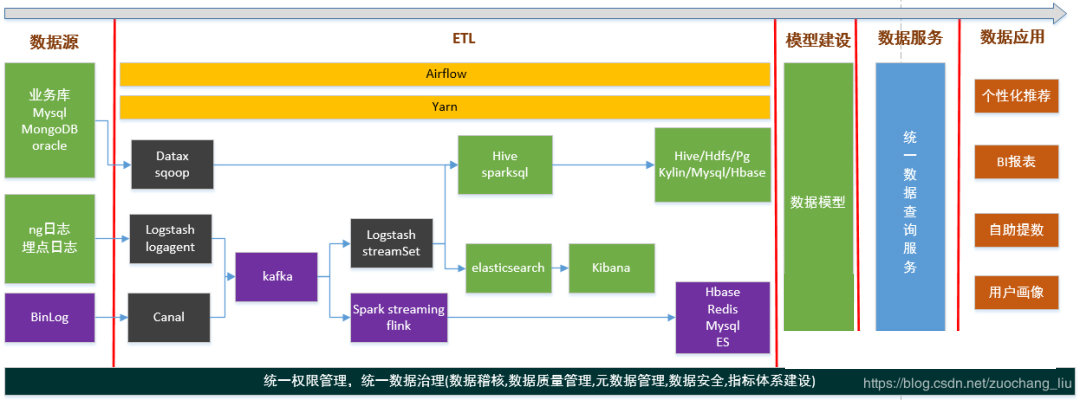 数据源
ETL
模型建设
数据服务
数据应用
Airflow
Yarn
业务库
Mysql
MongoDB
oracle
Datax
sqoop
Hive
sparksql
Hive/Hdfs/Pg
Kylin/Mysql/Hbase
ng日志
埋点日志
Logstash
logagent
kafka
Logstash
streamSet
elasticsearch
Kibana
BinLog
Canal
Spark streaming
flink
Hbase
Redis
Mysql
ES
数据模型
统一数据查询服务
个性化推荐
BI报表
自助提数
用户画像
统一权限管理，统一数据治理(数据稽核,数据质量管理,元数据管理,数据安全,指标体系建设)
https://blog.csdn.net/zuochang_liu